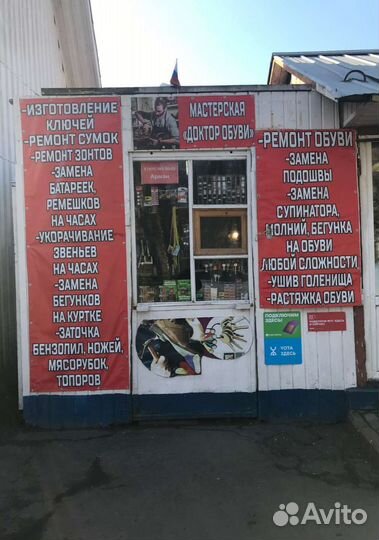 -ИЗГОТОВЛЕНИЕ
КЛЮЧЕЙ
-РЕМОНТ СУМОК
-РЕМОНТ ЗОНТОВ
-ЗАМЕНА
БАТАРЕЕК,
РЕМЕШКОВ
НА ЧАСАХ
-УКОРАЧИВАНИЕ
ЗВЕНЬЕВ
НА ЧАСАХ
-ЗАМЕНА
БЕГУНКОВ
НА КУРТКЕ
-ЗАТОЧКА
БЕНЗОПИЛ, НОЖЕЙ,
МЯСОРУБОК,
ТОПОРОВ
МАСТЕРСКАЯ
«ДОКТОР ОБУВИ»
-РЕМОНТ ОБУВИ
-ЗАМЕНА
ПОДОШВЫ
-ЗАМЕНА
СУПИНАТОРА,
МОЛНИЙ, БЕГУНКА
НА ОБУВИ
ЛЮБОЙ СЛОЖНОСТИ
-УШИВ ГОЛЕНИЩА
-РАСТЯЖКА ОБУВИ
ПОДКЛЮЧИМ
ЗДЕСЬ!
YOTA
ЗДЕСЬ
Avito